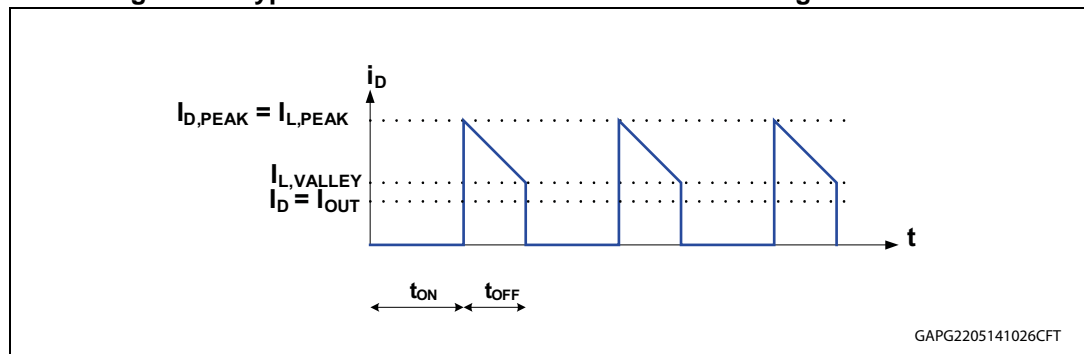 i_D
I_D,PEAK = I_L,PEAK
I_L,VALLEY
I_D = I_OUT
t
t_ON
t_OFF
GAPG2205141026CFT